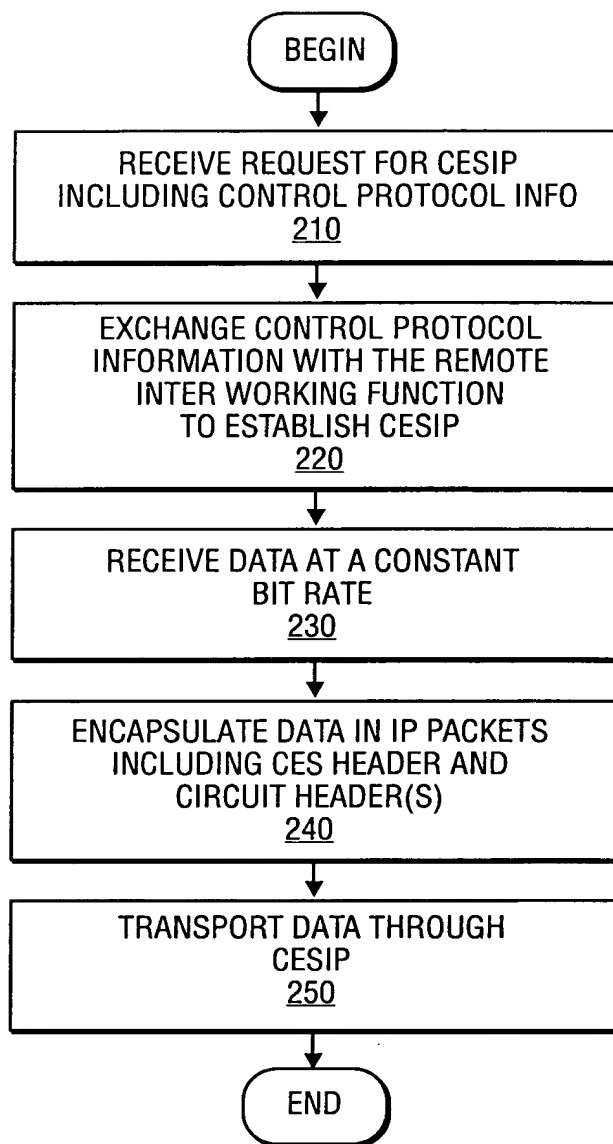 BEGIN
RECEIVE REQUEST FOR CESIP
INCLUDING CONTROL PROTOCOL INFO
210
EXCHANGE CONTROL PROTOCOL
INFORMATION WITH THE REMOTE
INTER WORKING FUNCTION
TO ESTABLISH CESIP
220
RECEIVE DATA AT A CONSTANT
BIT RATE
230
ENCAPSULATE DATA IN IP PACKETS
INCLUDING CES HEADER AND
CIRCUIT HEADER(S)
240
TRANSPORT DATA THROUGH
CESIP
250
END